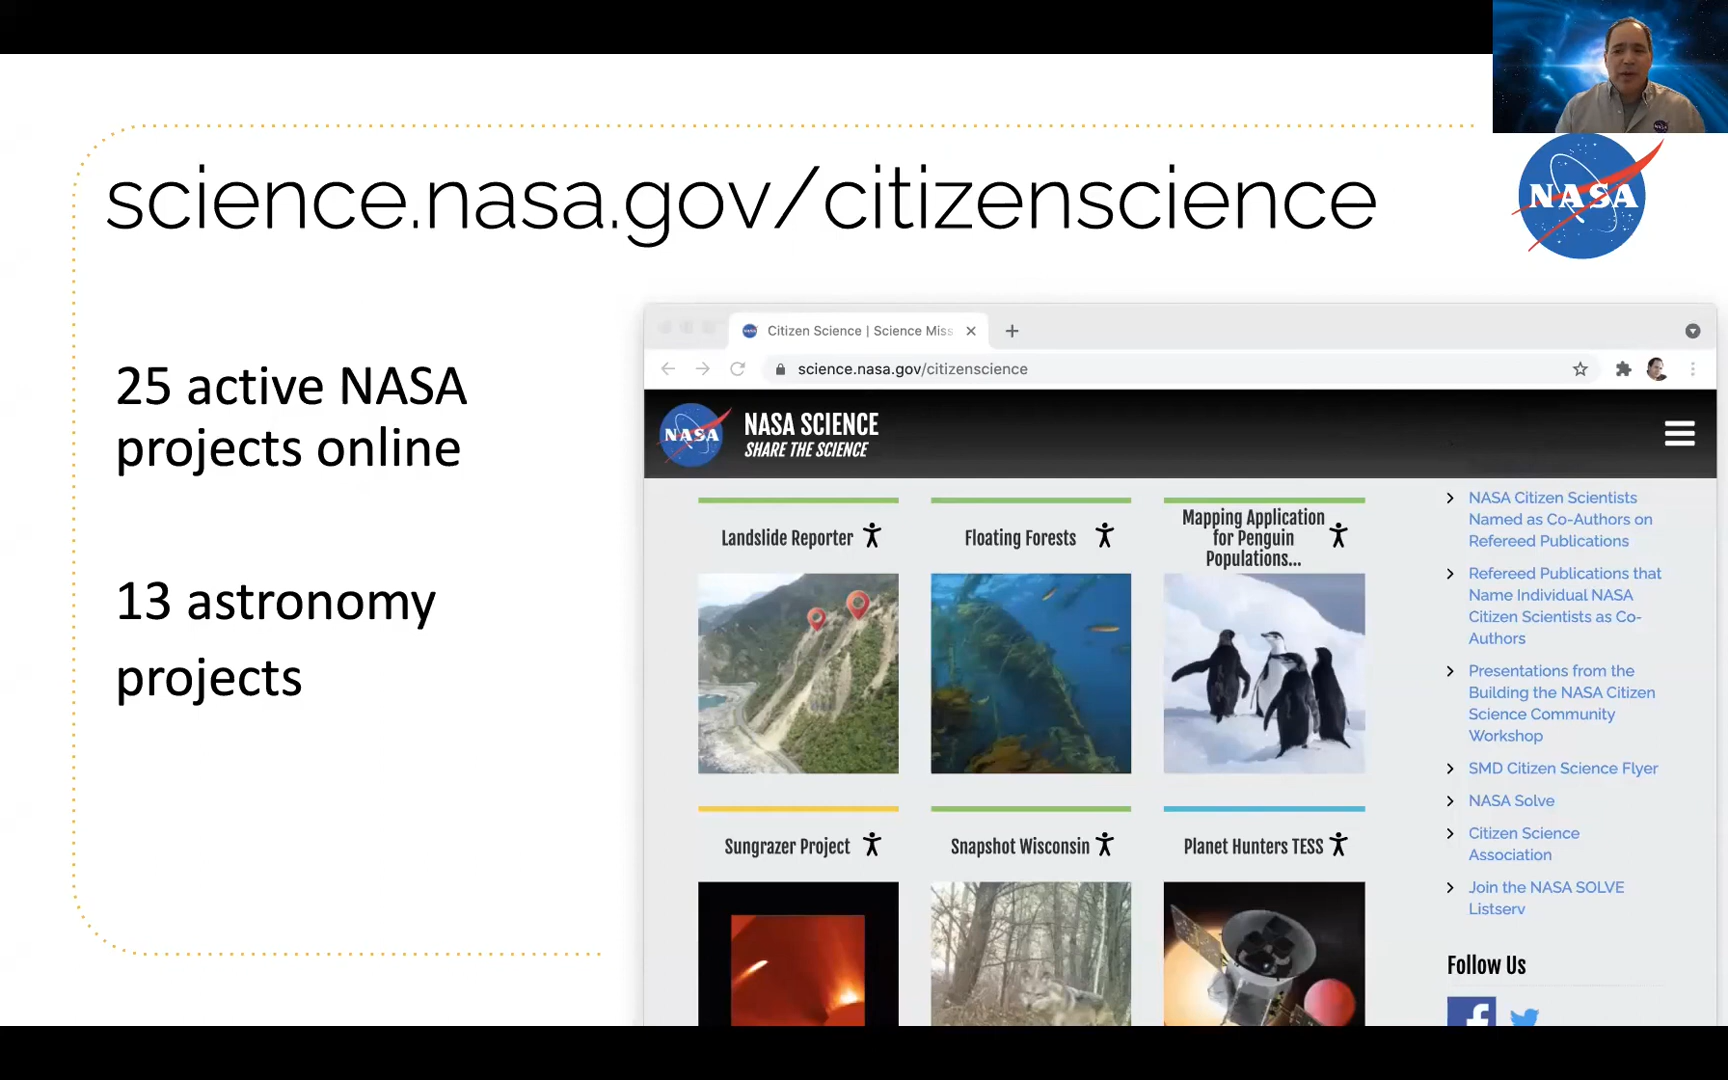 science.nasa.gov/citizenscience
NASA
25 active NASA
projects online
13 astronomy
projects
Citizen Science | Science Miss
science.nasa.gov/citizenscience
NASA
NASA SCIENCE
SHARE THE SCIENCE
Landslide Reporter
Floating Forests
Mapping Application
for Penguin
Populations...
Sungrazer Project
Snapshot Wisconsin
Planet Hunters TESS
NASA Citizen Scientists
Named as Co-Authors on
Refereed Publications
Refereed Publications that
Name Individual NASA
Citizen Scientists as Co-
Authors
Presentations from the
Building the NASA Citizen
Science Community
Workshop
SMD Citizen Science Flyer
NASA Solve
Citizen Science
Association
Join the NASA SOLVE
Listserv
Follow Us